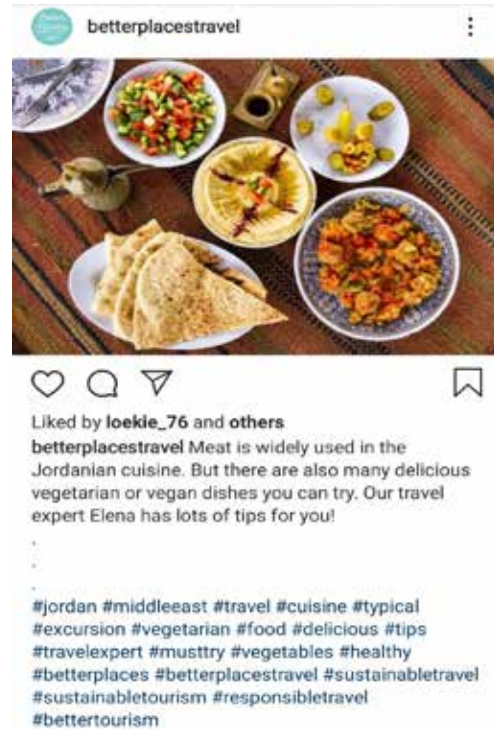 betterplacestravel
Liked by loekie_76 and others
betterplacestravel Meat is widely used in the
Jordanian cuisine. But there are also many delicious
vegetarian or vegan dishes you can try. Our travel
expert Elena has lots of tips for you!
.
.
.
#jordan #middleeast #travel #cuisine #typical
#excursion #vegetarian #food #delicious #tips
#travelexpert #musttry #vegetables #healthy
#betterplaces #betterplacestravel #sustainabletravel
#sustainabletourism #responsibletravel
#bettertourism